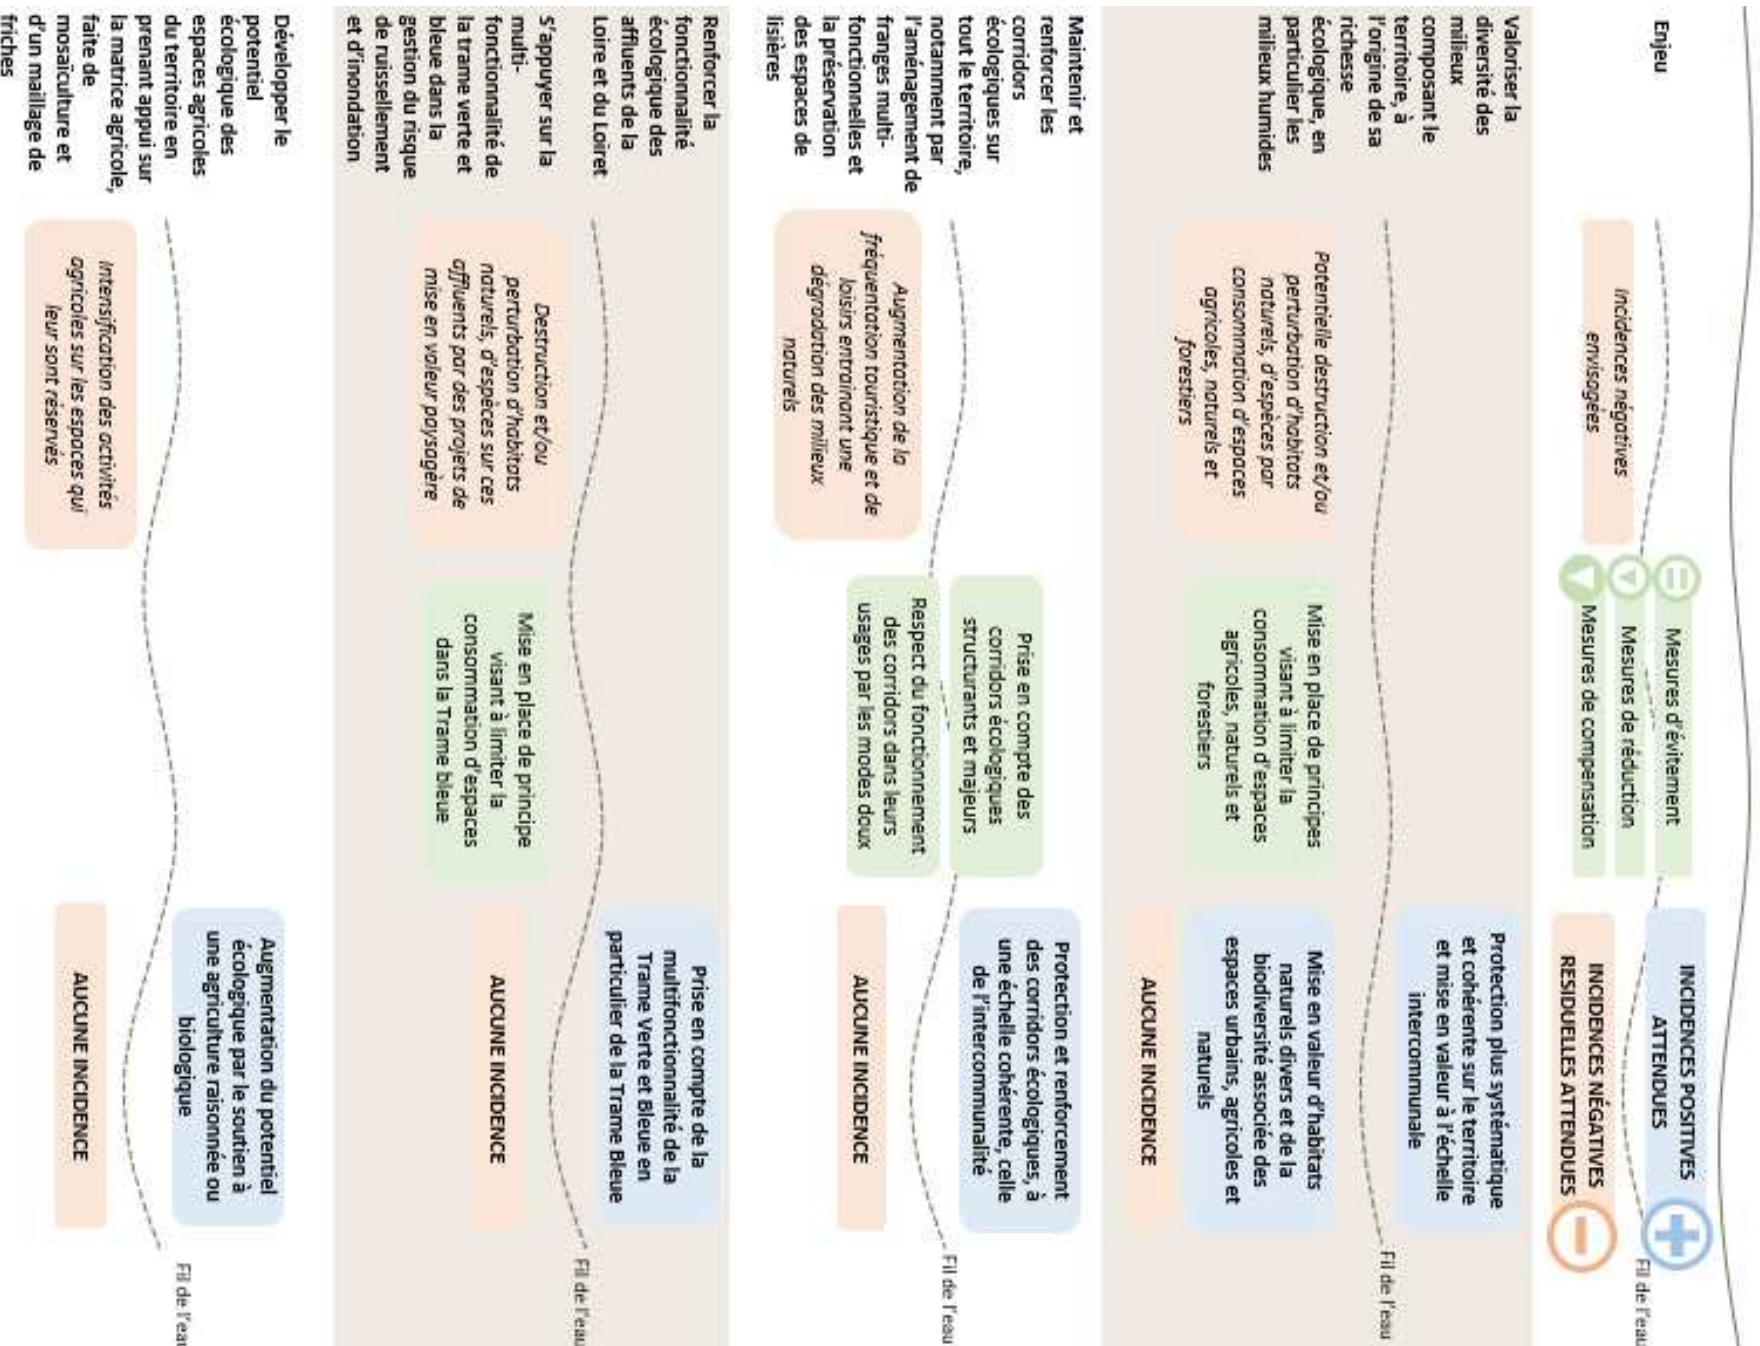 Enjeu
Incidences négatives
envisagées
Mesures d'évitement
Mesures de réduction
Mesures de compensation
INCIDENCES POSITIVES
ATTENDUES
INCIDENCES NÉGATIVES
RESIDUELLES ATTENDUES
Fil de l'eau
Valoriser la
diversité des
milieux
composant le
territoire, à
l'origine de sa
richesse
écologique, en
particulier les
milieux humides
Potentielle destruction et/ou
perturbation d'habitats
naturels, d'espèces par
consommation d'espaces
agricoles, naturels et
forestiers
Mise en place de principes
visant à limiter la
consommation d'espaces
agricoles, naturels et
forestiers
Protection plus systématique
et cohérente sur le territoire
et mise en valeur à l'échelle
intercommunale
Mise en valeur d'habitats
naturels divers et de la
biodiversité associée des
espaces urbains, agricoles et
naturels
AUCUNE INCIDENCE
Fil de l'eau
Maintenir et
renforcer les
corridors
écologiques sur
tout le territoire,
notamment par
l'aménagement de
franges multi-
fonctionnelles et
la préservation
des espaces de
lisières
Augmentation de la
fréquentation touristique et de
loisirs entrainant une
dégradation des milieux
naturels
Prise en compte des
corridors écologiques
structurants et majeurs
Respect du fonctionnement
des corridors dans leurs
usages par les modes doux
Protection et renforcement
des corridors écologiques, à
une échelle cohérente, celle
de l'intercommunalité
AUCUNE INCIDENCE
Fil de l'eau
Renforcer la
fonctionnalité
écologique des
affluents de la
Loire et du Loiret
S'appuyer sur la
multi-
fonctionnalité de
la trame verte et
bleue dans la
gestion du risque
de ruissellement
et d'inondation
Destruction et/ou
perturbation d'habitats
naturels, d'espèces sur ces
affluents par des projets de
mise en valeur paysagère
Mise en place de principe
visant à limiter la
consommation d'espaces
dans la Trame bleue
Prise en compte de la
multifonctionnalité de la
Trame Verte et Bleue en
particulier de la Trame Bleue
AUCUNE INCIDENCE
Fil de l'eau
Développer le
potentiel
écologique des
espaces agricoles
du territoire en
prenant appui sur
la matrice agricole,
faite de
mosaïculture et
d'un maillage de
friches
Intensification des activités
agricoles sur les espaces qui
leur sont réservés
Augmentation du potentiel
écologique par le soutien à
une agriculture raisonnée ou
biologique
AUCUNE INCIDENCE
Fil de l'eau